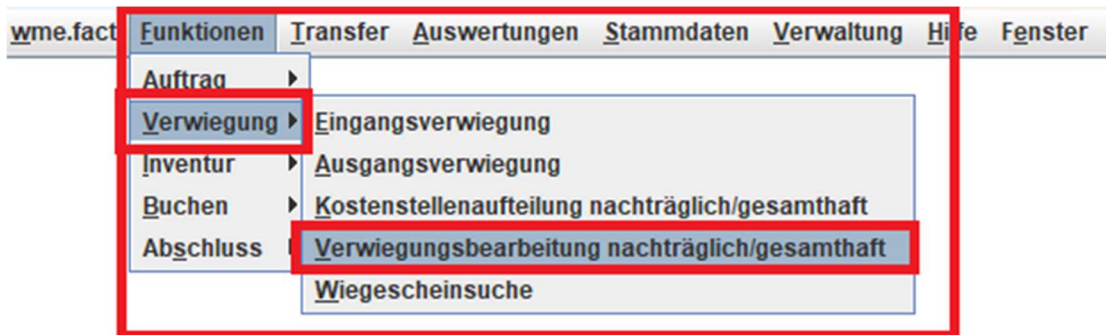 wme.fact Funktionen Transfer Auswertungen Stammdaten Verwaltung Hilfe Fenster
Auftrag
Verwiegung Eingangsverwiegung
Ausgangsverwiegung
Inventur
Buchen Kostenstellenaufteilung nachträglich/gesamthaft
Abschluss Verwiegungsbearbeitung nachträglich/gesamthaft
Wiegescheinsuche